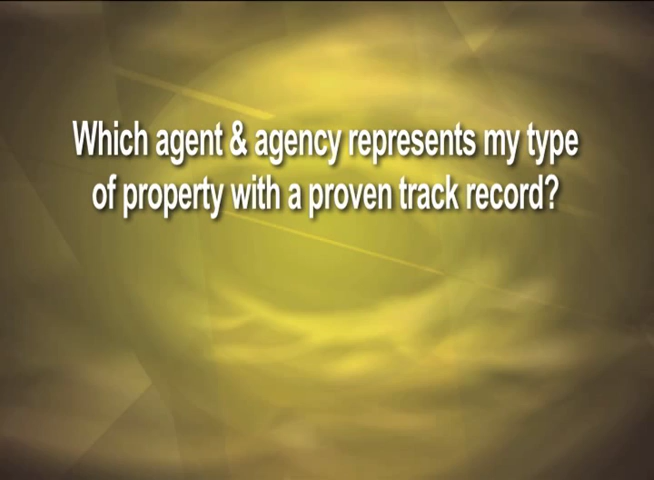 Which agent & agency represents my type
of property with a proven track record?